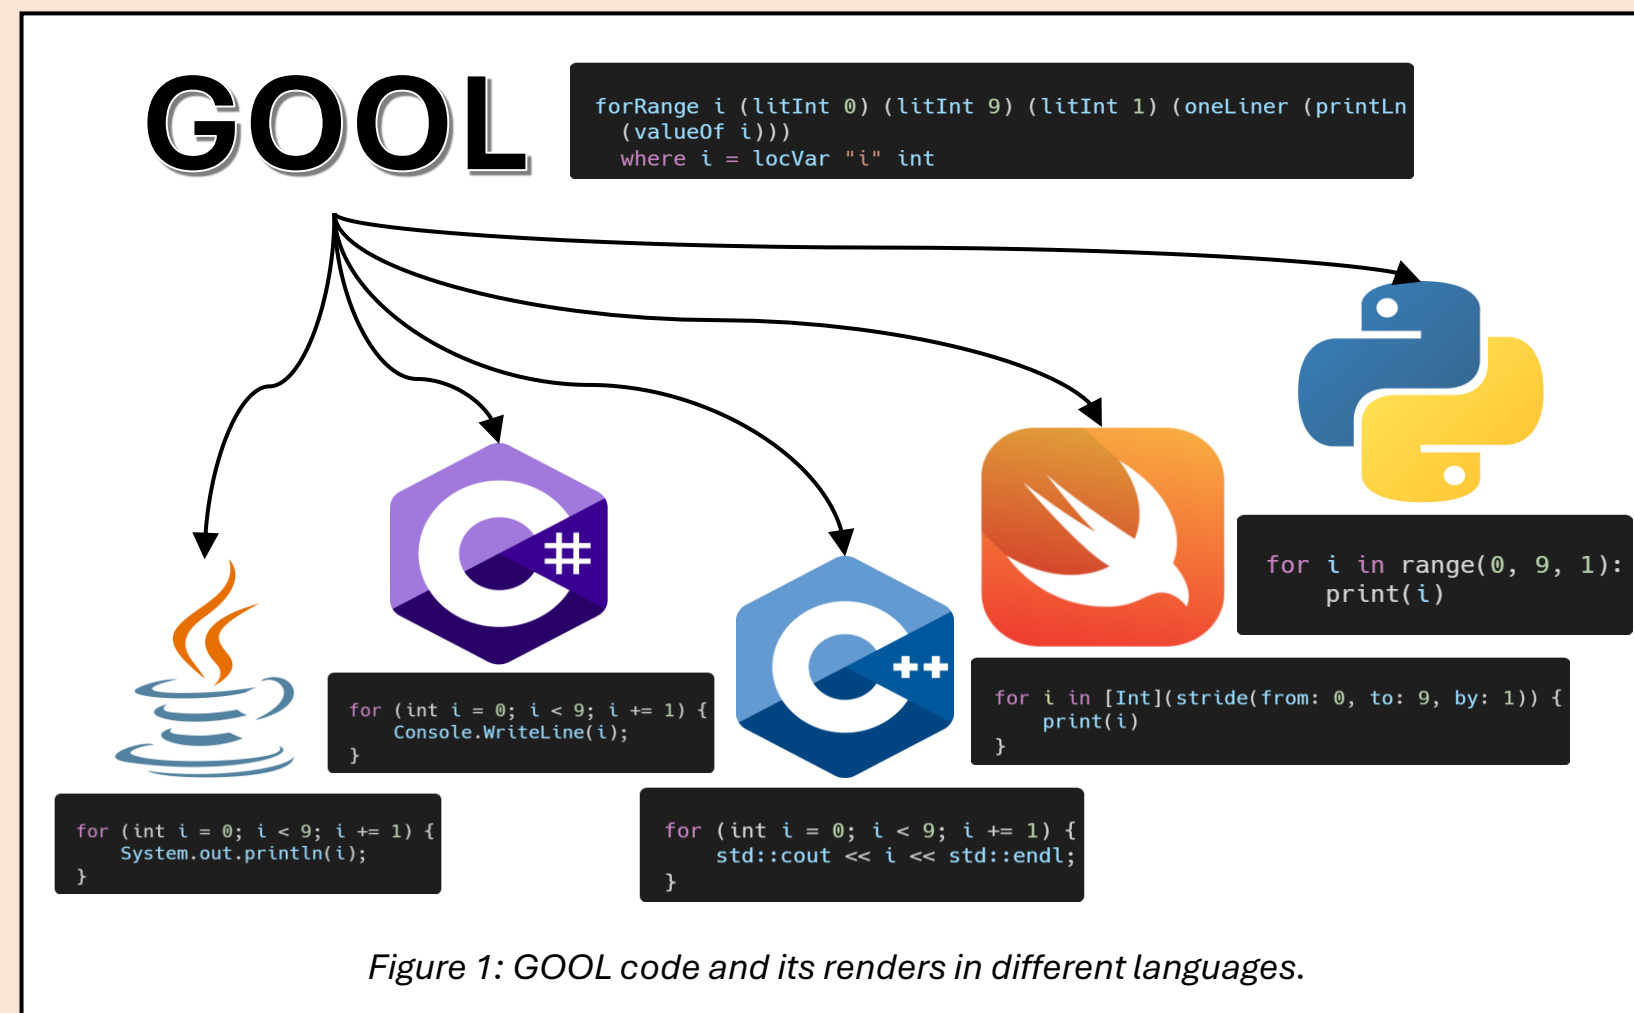 GOOL
forRange i (litInt 0) (litInt 9) (litInt 1) (oneLiner (printLn
  (valueOf i)))
  where i = locVar "i" int
#
++
for i in range(0, 9, 1):
    print(i)
for (int i = 0; i < 9; i += 1) {
    Console.WriteLine(i);
}
for i in [Int](stride(from: 0, to: 9, by: 1)) {
    print(i)
}
for (int i = 0; i < 9; i += 1) {
    System.out.println(i);
}
for (int i = 0; i < 9; i += 1) {
    std::cout << i << std::endl;
}
Figure 1: GOOL code and its renders in different languages.